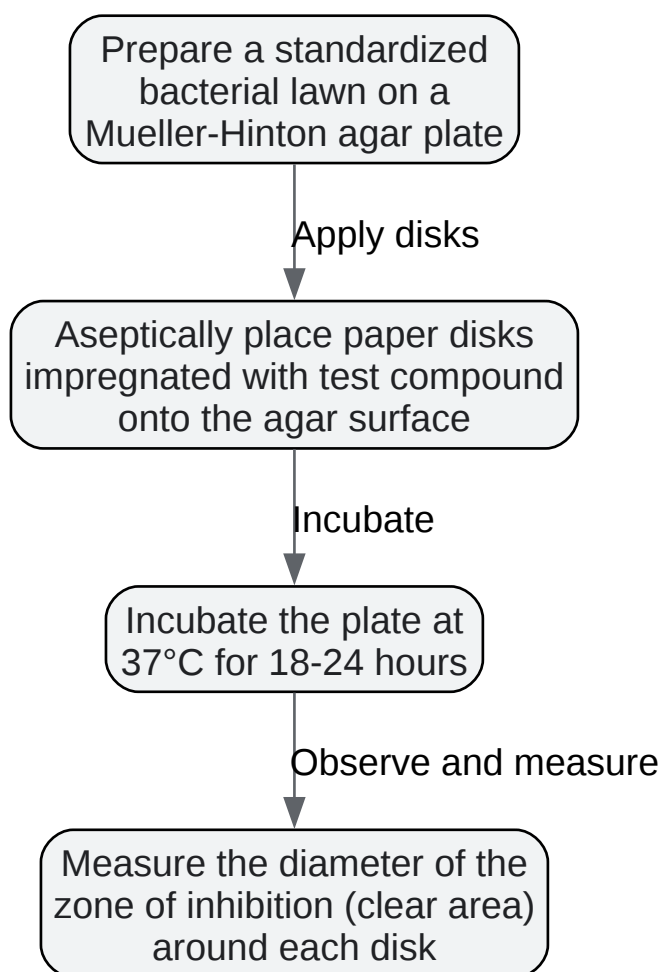 Prepare a standardized
bacterial lawn on a
Mueller-Hinton agar plate
Apply disks
Aseptically place paper disks
impregnated with test compound
onto the agar surface
Incubate
Incubate the plate at
37°C for 18-24 hours
Observe and measure
Measure the diameter of the
zone of inhibition (clear area)
around each disk